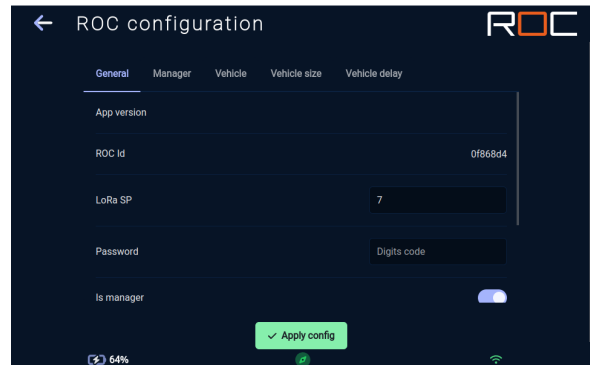 ROC configuration
ROC
General Manager Vehicle Vehicle size Vehicle delay
App version
ROC Id 0f868d4
LoRa SP 7
Password Digits code
Is manager
Apply config
64%